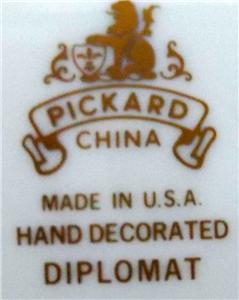 PICKARD
CHINA
MADE IN U.S.A.
HAND DECORATED
DIPLOMAT